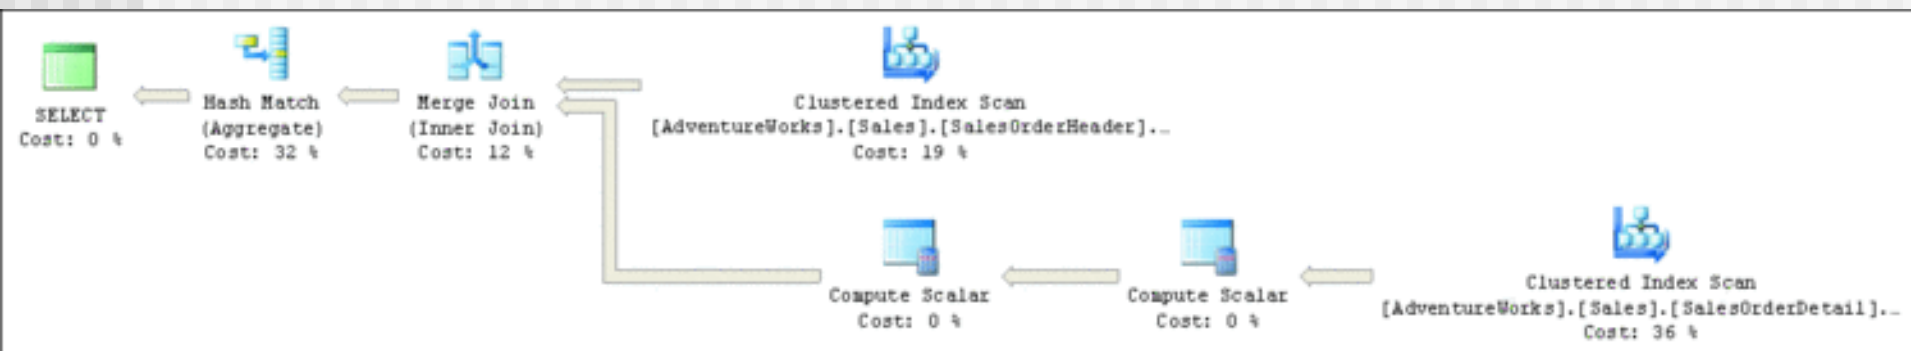 SELECT
Cost: 0 %
Hash Match
(Aggregate)
Cost: 32 %
Merge Join
(Inner Join)
Cost: 12 %
Clustered Index Scan
[AdventureWorks].[Sales].[SalesOrderHeader]....
Cost: 19 %
Compute Scalar
Cost: 0 %
Compute Scalar
Cost: 0 %
Clustered Index Scan
[AdventureWorks].[Sales].[SalesOrderDetail]....
Cost: 36 %